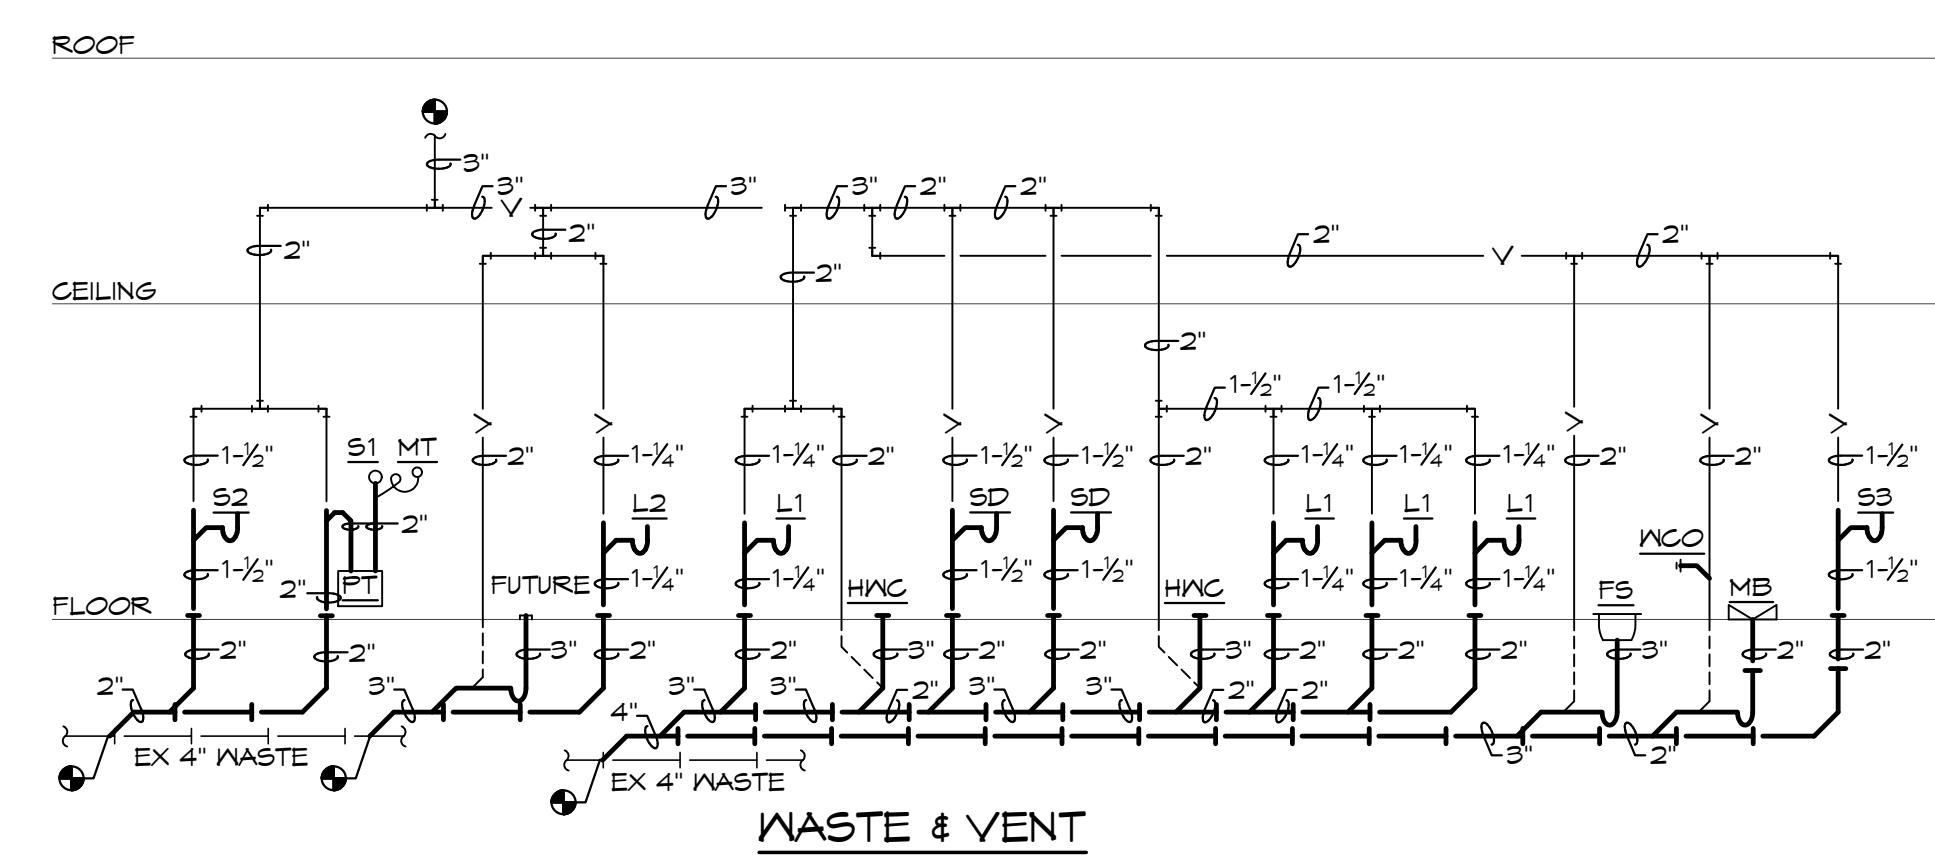 ROOF
3"
3" V 3" 3" 2" 2"
2" 2" 2" 2" V 2"
CEILING
2"
1-½" 1-½"
V V V V V V V
S1 MT
1-½" 2" 1-¼" 1-¼" 2" 1-½" 1-½" 2" 1-¼" 1-¼" 1-¼" 2" 2" 1-½"
S2 L2 L1 SD SD L1 L1 L1 S3
2" WCO
1-½" 2" PT FUTURE 1-¼" 1-¼" HWC 1-½" 1-½" HWC 1-¼" 1-¼" 1-¼" FS MB 1-½"
FLOOR
2" 2" 3" 2" 2" 3" 2" 2" 3" 2" 2" 2" 3" 2" 2"
2" 3" 3" 3" 2" 3" 3" 2" 2"
4"
EX 4" WASTE 3" 2"
EX 4" WASTE
WASTE & VENT